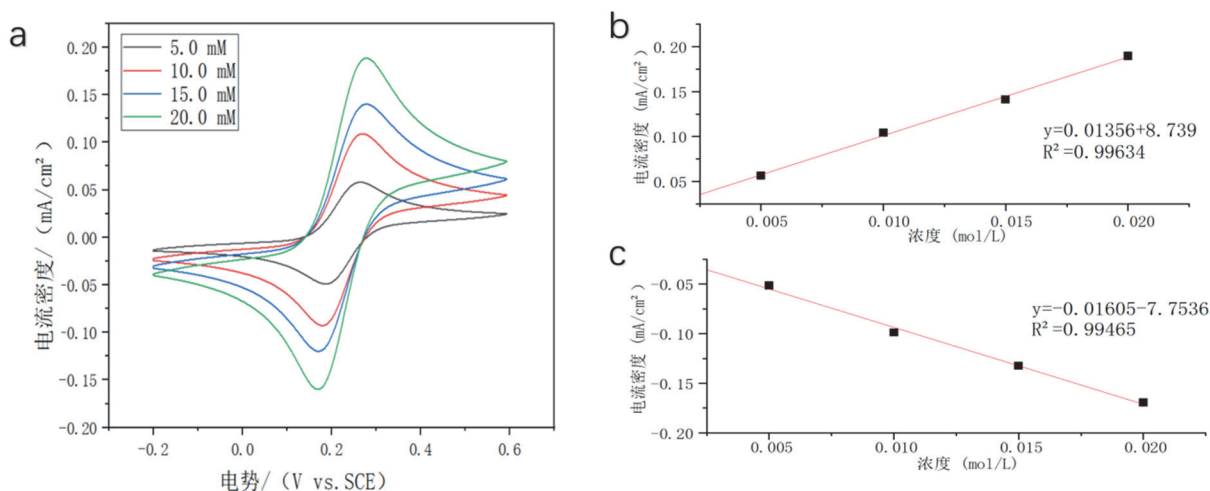 a
5.0 mM
10.0 mM
15.0 mM
20.0 mM
0.20
0.15
0.10
0.05
0.00
-0.05
-0.10
-0.15
-0.20
电流密度/（mA/cm²）
-0.2 0.0 0.2 0.4 0.6
电势/（V vs.SCE）
b
0.20
0.15
0.10
0.05
电流密度 (mA/cm²)
y=0.01356+8.739
R²=0.99634
0.005 0.010 0.015 0.020
浓度 (mol/L)
c
-0.05
-0.10
-0.15
-0.20
电流密度 (mA/cm²)
y=-0.01605-7.7536
R²=0.99465
0.005 0.010 0.015 0.020
浓度 (mol/L)